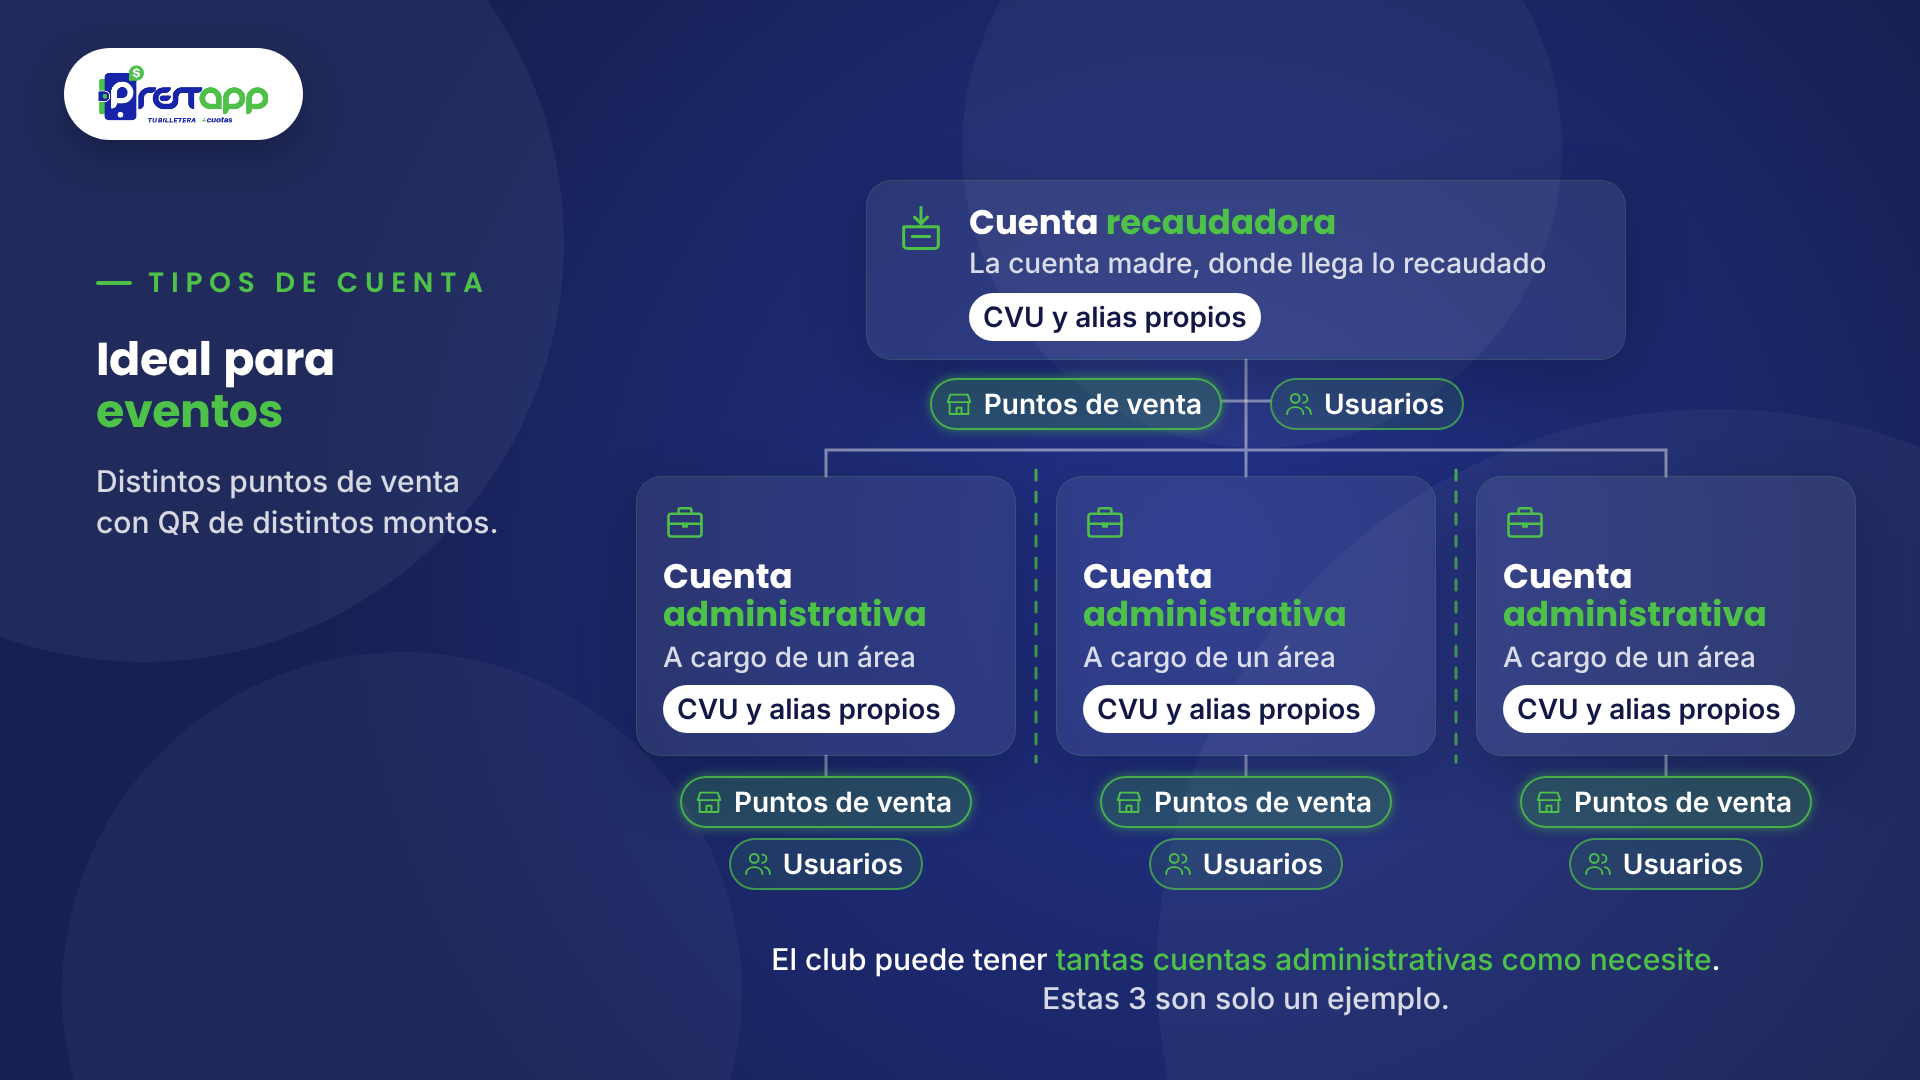 Prestapp
TU BILLETERA +cuotas
TIPOS DE CUENTA
Ideal para
eventos
Distintos puntos de venta
con QR de distintos montos.
Cuenta recaudadora
La cuenta madre, donde llega lo recaudado
CVU y alias propios
Puntos de venta
Usuarios
Cuenta
administrativa
A cargo de un área
CVU y alias propios
Puntos de venta
Usuarios
Cuenta
administrativa
A cargo de un área
CVU y alias propios
Puntos de venta
Usuarios
Cuenta
administrativa
A cargo de un área
CVU y alias propios
Puntos de venta
Usuarios
El club puede tener tantas cuentas administrativas como necesite.
Estas 3 son solo un ejemplo.